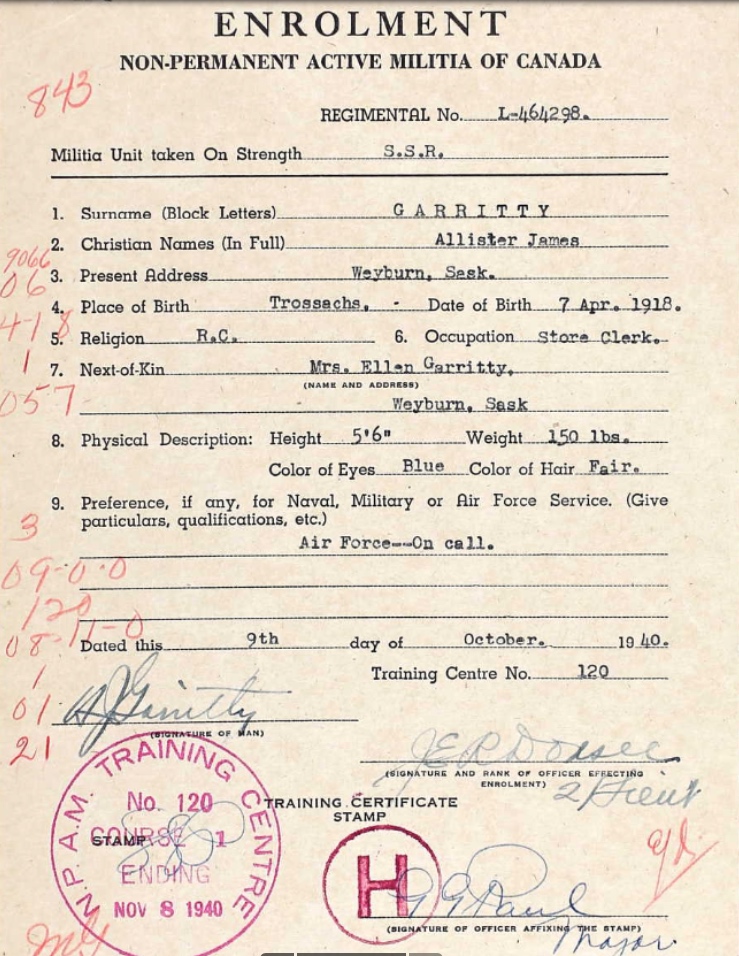 ENROLMENT
NON-PERMANENT ACTIVE MILITIA OF CANADA
843
REGIMENTAL No. L-464298.
Militia Unit taken On Strength S.S.R.
1. Surname (Block Letters) GARRITTY
2. Christian Names (In Full) Allister James
9066
3. Present Address Weyburn, Sask.
06
4. Place of Birth Trossachs. - Date of Birth 7 Apr. 1918.
4-18
5. Religion R.C. 6. Occupation Store Clerk.
1
7. Next-of-Kin Mrs. Ellen Garritty,
(NAME AND ADDRESS)
057
Weyburn, Sask
8. Physical Description: Height 5'6" Weight 150 lbs.
Color of Eyes Blue Color of Hair Fair.
9. Preference, if any, for Naval, Military or Air Force Service. (Give
particulars, qualifications, etc.)
3
Air Force--On call.
09-0.0
120
08-11-0
Dated this 9th day of October. 1940.
1
Training Centre No. 120
01
A J Garritty
(SIGNATURE OF MAN)
21
(SIGNATURE AND RANK OF OFFICER EFFECTING
ENROLMENT) 2/Lieut
N.P.A.M. TRAINING CENTRE
No. 120
TRAINING CERTIFICATE
STAMP
STAMP
COURSE 1
ENDING
NOV 8 1940
H
G G Paul
(SIGNATURE OF OFFICER AFFIXING THE STAMP)
Major.